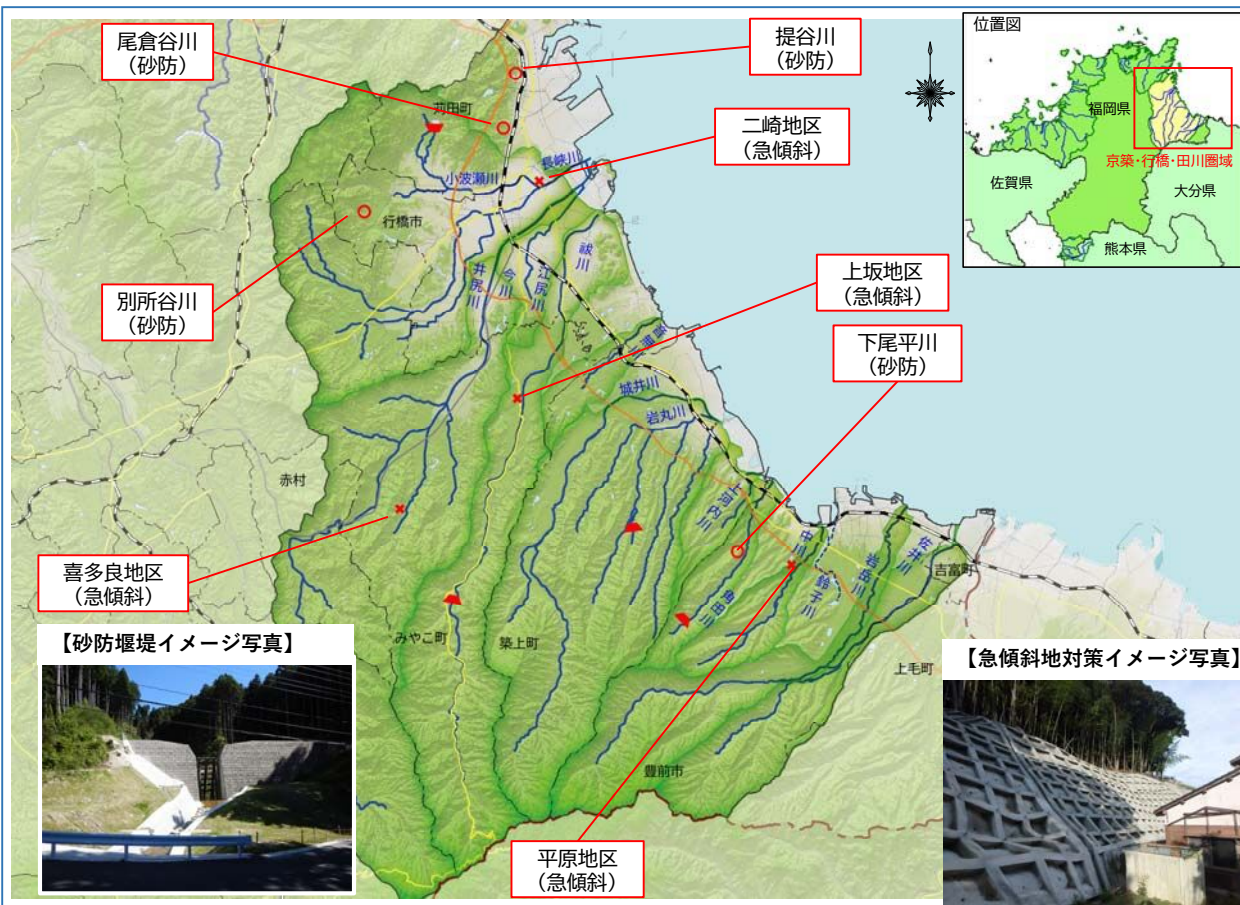 尾倉谷川
（砂防）
提谷川
（砂防）
位置図
福岡県
京築・行橋・田川圏域
佐賀県
大分県
熊本県
苅田町
二崎地区
（急傾斜）
長峡川
小波瀬川
行橋市
別所谷川
（砂防）
井尻川
今川
江尻川
祓川
上坂地区
（急傾斜）
下尾平川
（砂防）
城井川
岩丸川
赤村
上河内川
中川
鈴子川
岩岳川
佐井川
吉富町
角田川
喜多良地区
（急傾斜）
みやこ町
築上町
上毛町
豊前市
【砂防堰堤イメージ写真】
【急傾斜地対策イメージ写真】
平原地区
（急傾斜）